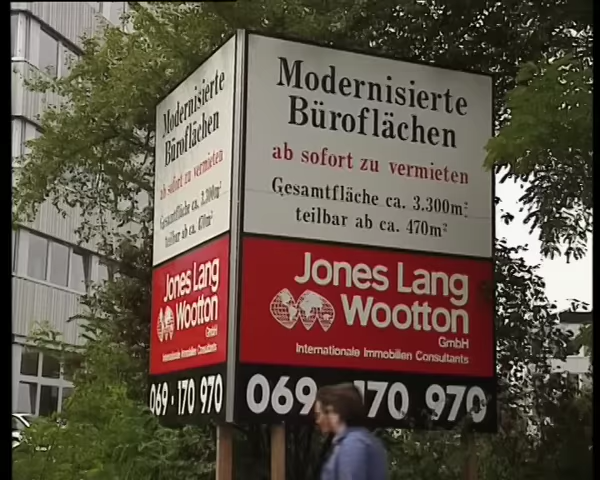 Modernisierte
Büroflächen
ab sofort zu vermieten
Gesamtfläche ca. 3.300m²
teilbar ab ca. 470m²
Jones Lang
Wootton
GmbH
Internationale Immobilien Consultants
069 - 170 970
Modernisierte
Büroflächen
ab sofort zu vermieten
Gesamtfläche ca. 3.300m²
teilbar ab ca. 470m²
Jones Lang
Wootton
GmbH
Internationale Immobilien Consultants
069 170 970